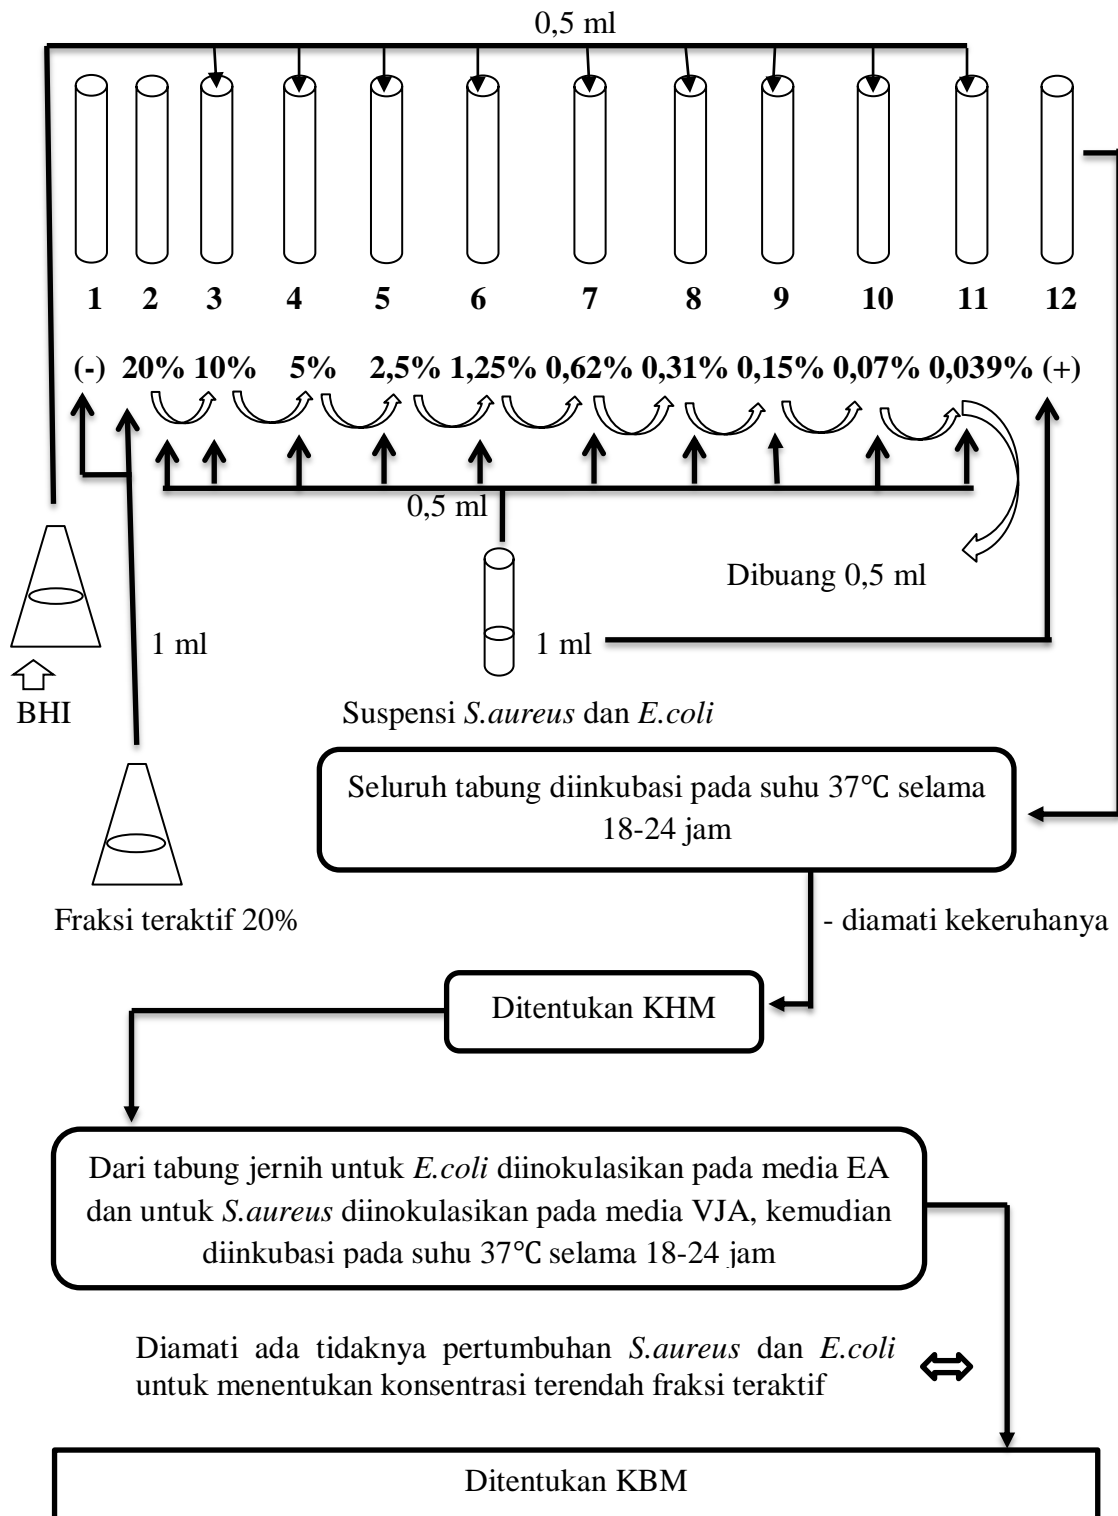 0,5 ml
1 2 3 4 5 6 7 8 9 10 11 12
(-) 20% 10% 5% 2,5% 1,25% 0,62% 0,31% 0,15% 0,07% 0,039% (+)
0,5 ml
Dibuang 0,5 ml
1 ml
1 ml
BHI
Suspensi S.aureus dan E.coli
Seluruh tabung diinkubasi pada suhu 37℃ selama
18-24 jam
Fraksi teraktif 20%
- diamati kekeruhanya
Ditentukan KHM
Dari tabung jernih untuk E.coli diinokulasikan pada media EA
dan untuk S.aureus diinokulasikan pada media VJA, kemudian
diinkubasi pada suhu 37℃ selama 18-24 jam
Diamati ada tidaknya pertumbuhan S.aureus dan E.coli
untuk menentukan konsentrasi terendah fraksi teraktif
Ditentukan KBM